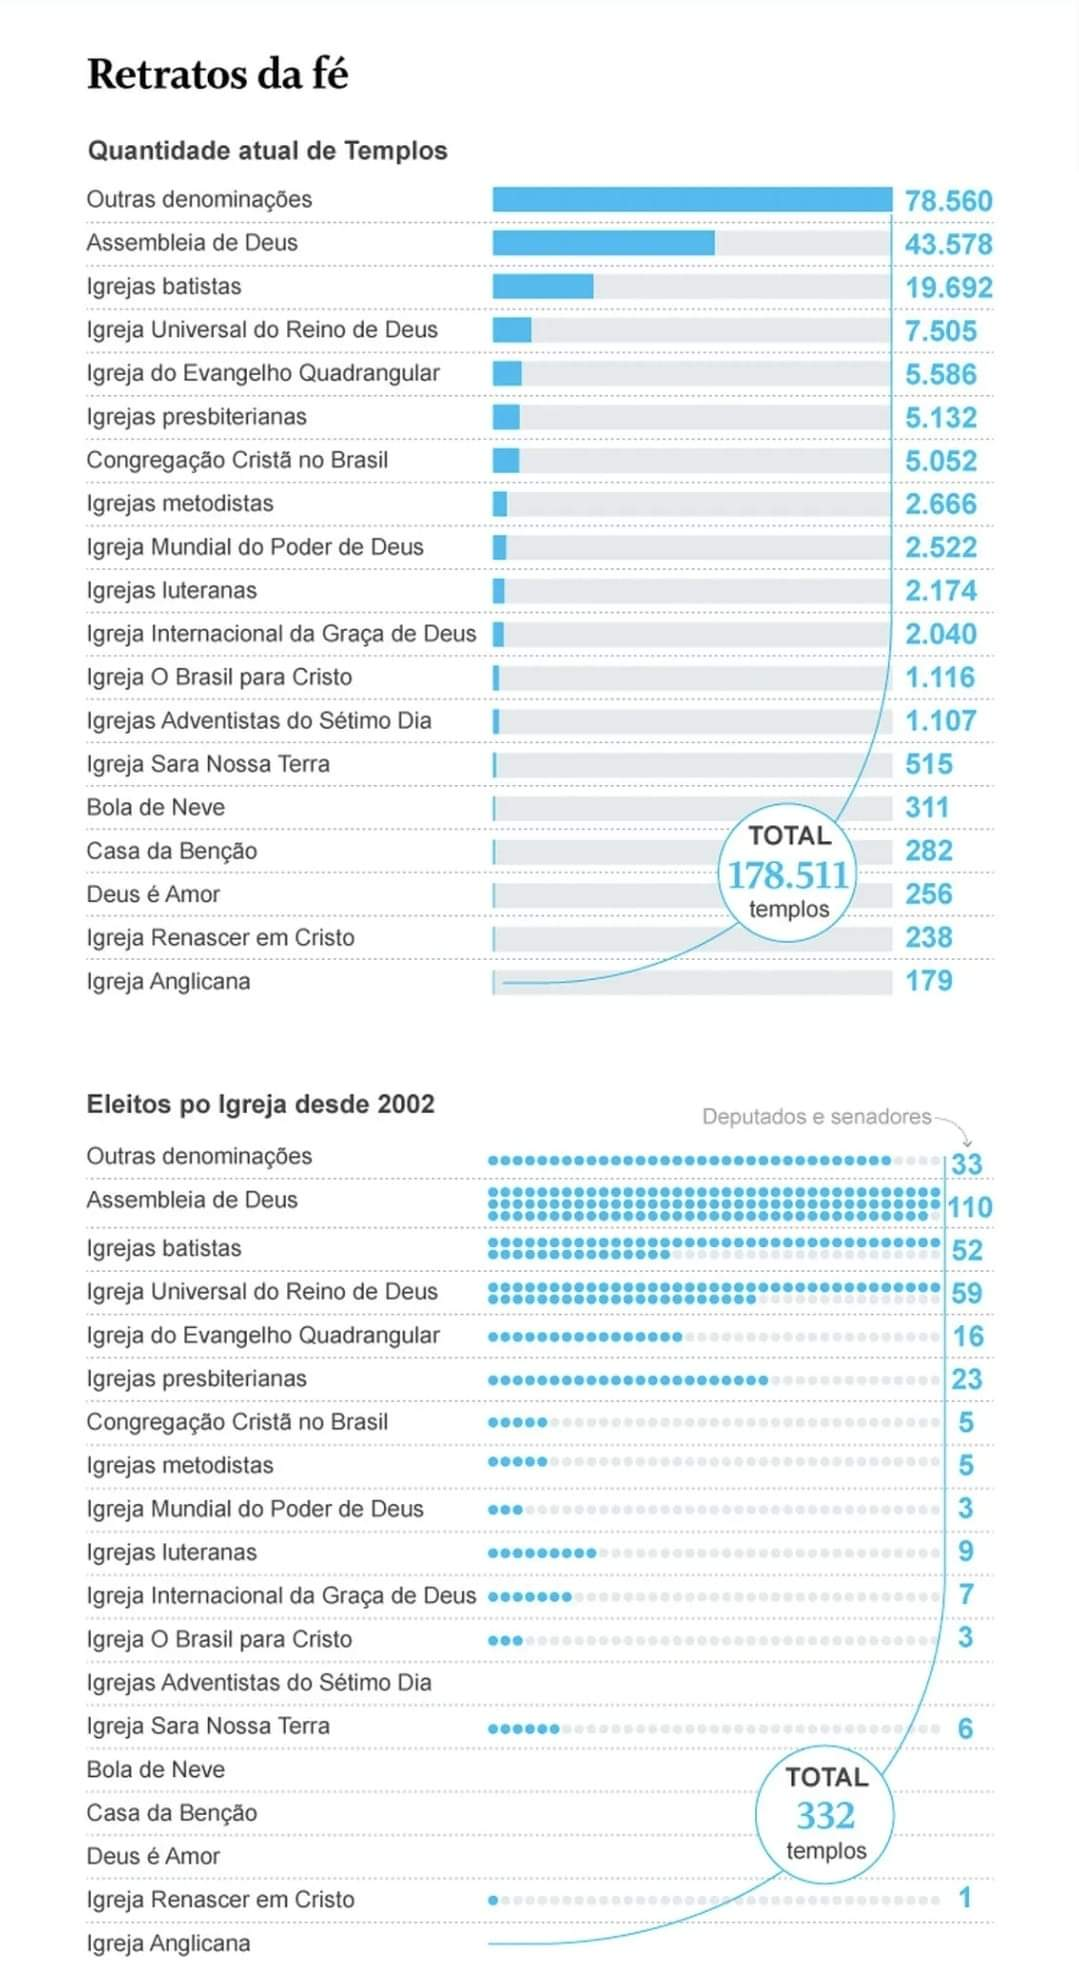 Retratos da fé
Quantidade atual de Templos
Outras denominações 78.560
Assembleia de Deus 43.578
Igrejas batistas 19.692
Igreja Universal do Reino de Deus 7.505
Igreja do Evangelho Quadrangular 5.586
Igrejas presbiterianas 5.132
Congregação Cristã no Brasil 5.052
Igrejas metodistas 2.666
Igreja Mundial do Poder de Deus 2.522
Igrejas luteranas 2.174
Igreja Internacional da Graça de Deus 2.040
Igreja O Brasil para Cristo 1.116
Igrejas Adventistas do Sétimo Dia 1.107
Igreja Sara Nossa Terra 515
Bola de Neve 311
Casa da Benção 282
Deus é Amor 256
Igreja Renascer em Cristo 238
Igreja Anglicana 179
TOTAL
178.511
templos
Eleitos po Igreja desde 2002
Deputados e senadores
Outras denominações 33
Assembleia de Deus 110
Igrejas batistas 52
Igreja Universal do Reino de Deus 59
Igreja do Evangelho Quadrangular 16
Igrejas presbiterianas 23
Congregação Cristã no Brasil 5
Igrejas metodistas 5
Igreja Mundial do Poder de Deus 3
Igrejas luteranas 9
Igreja Internacional da Graça de Deus 7
Igreja O Brasil para Cristo 3
Igrejas Adventistas do Sétimo Dia
Igreja Sara Nossa Terra 6
Bola de Neve
Casa da Benção
Deus é Amor
Igreja Renascer em Cristo 1
Igreja Anglicana
TOTAL
332
templos